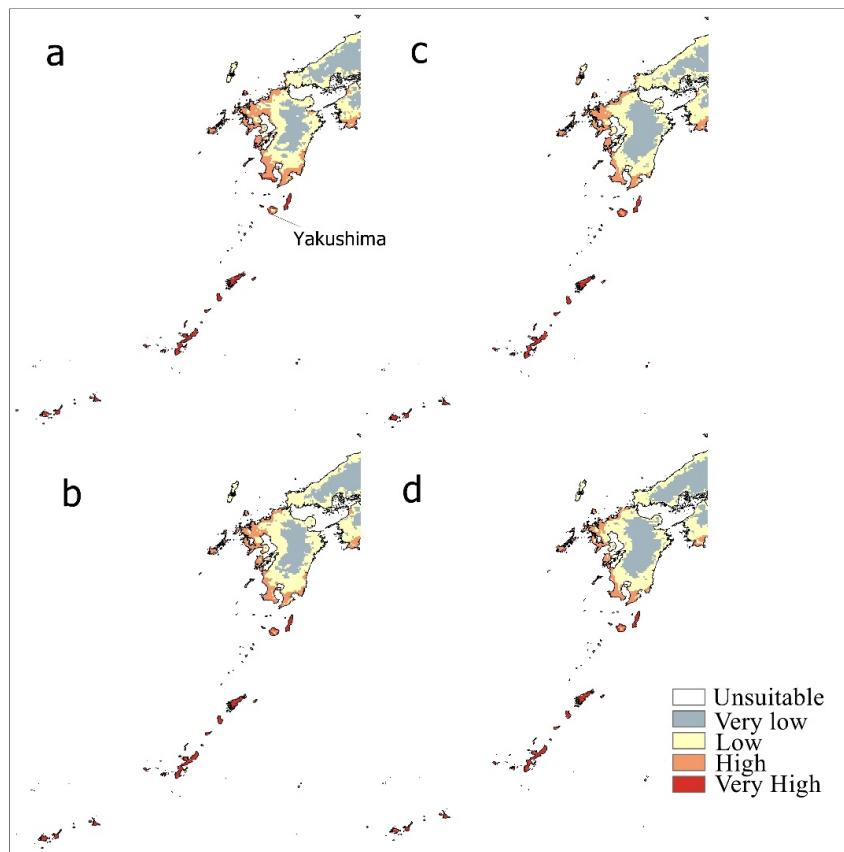 a
c
Yakushima
b
d
Unsuitable
Very low
Low
High
Very High